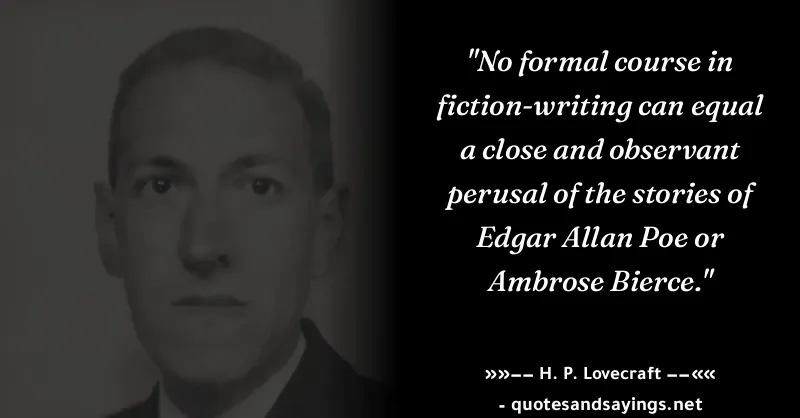 "No formal course in
fiction-writing can equal
a close and observant
perusal of the stories of
Edgar Allan Poe or
Ambrose Bierce."
»»−− H. P. Lovecraft −−««
- quotesandsayings.net